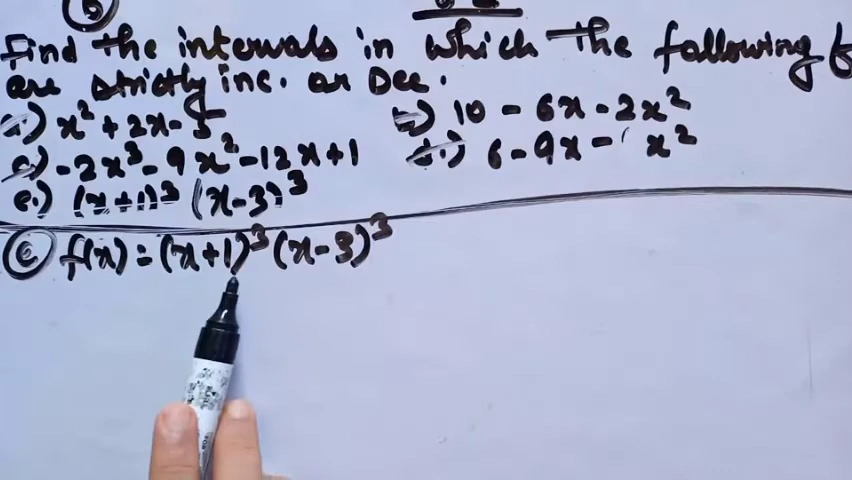 Find the intervals in which the following f
are strictly inc. or Dec.
a.) x² + 2x - 5
b.) 10 - 6x - 2x²
c.) -2x³ - 9x² - 12x + 1
d.) 6 - 9x - x²
e.) (x+1)³ (x-3)³
e f(x) = (x+1)³ (x-3)³